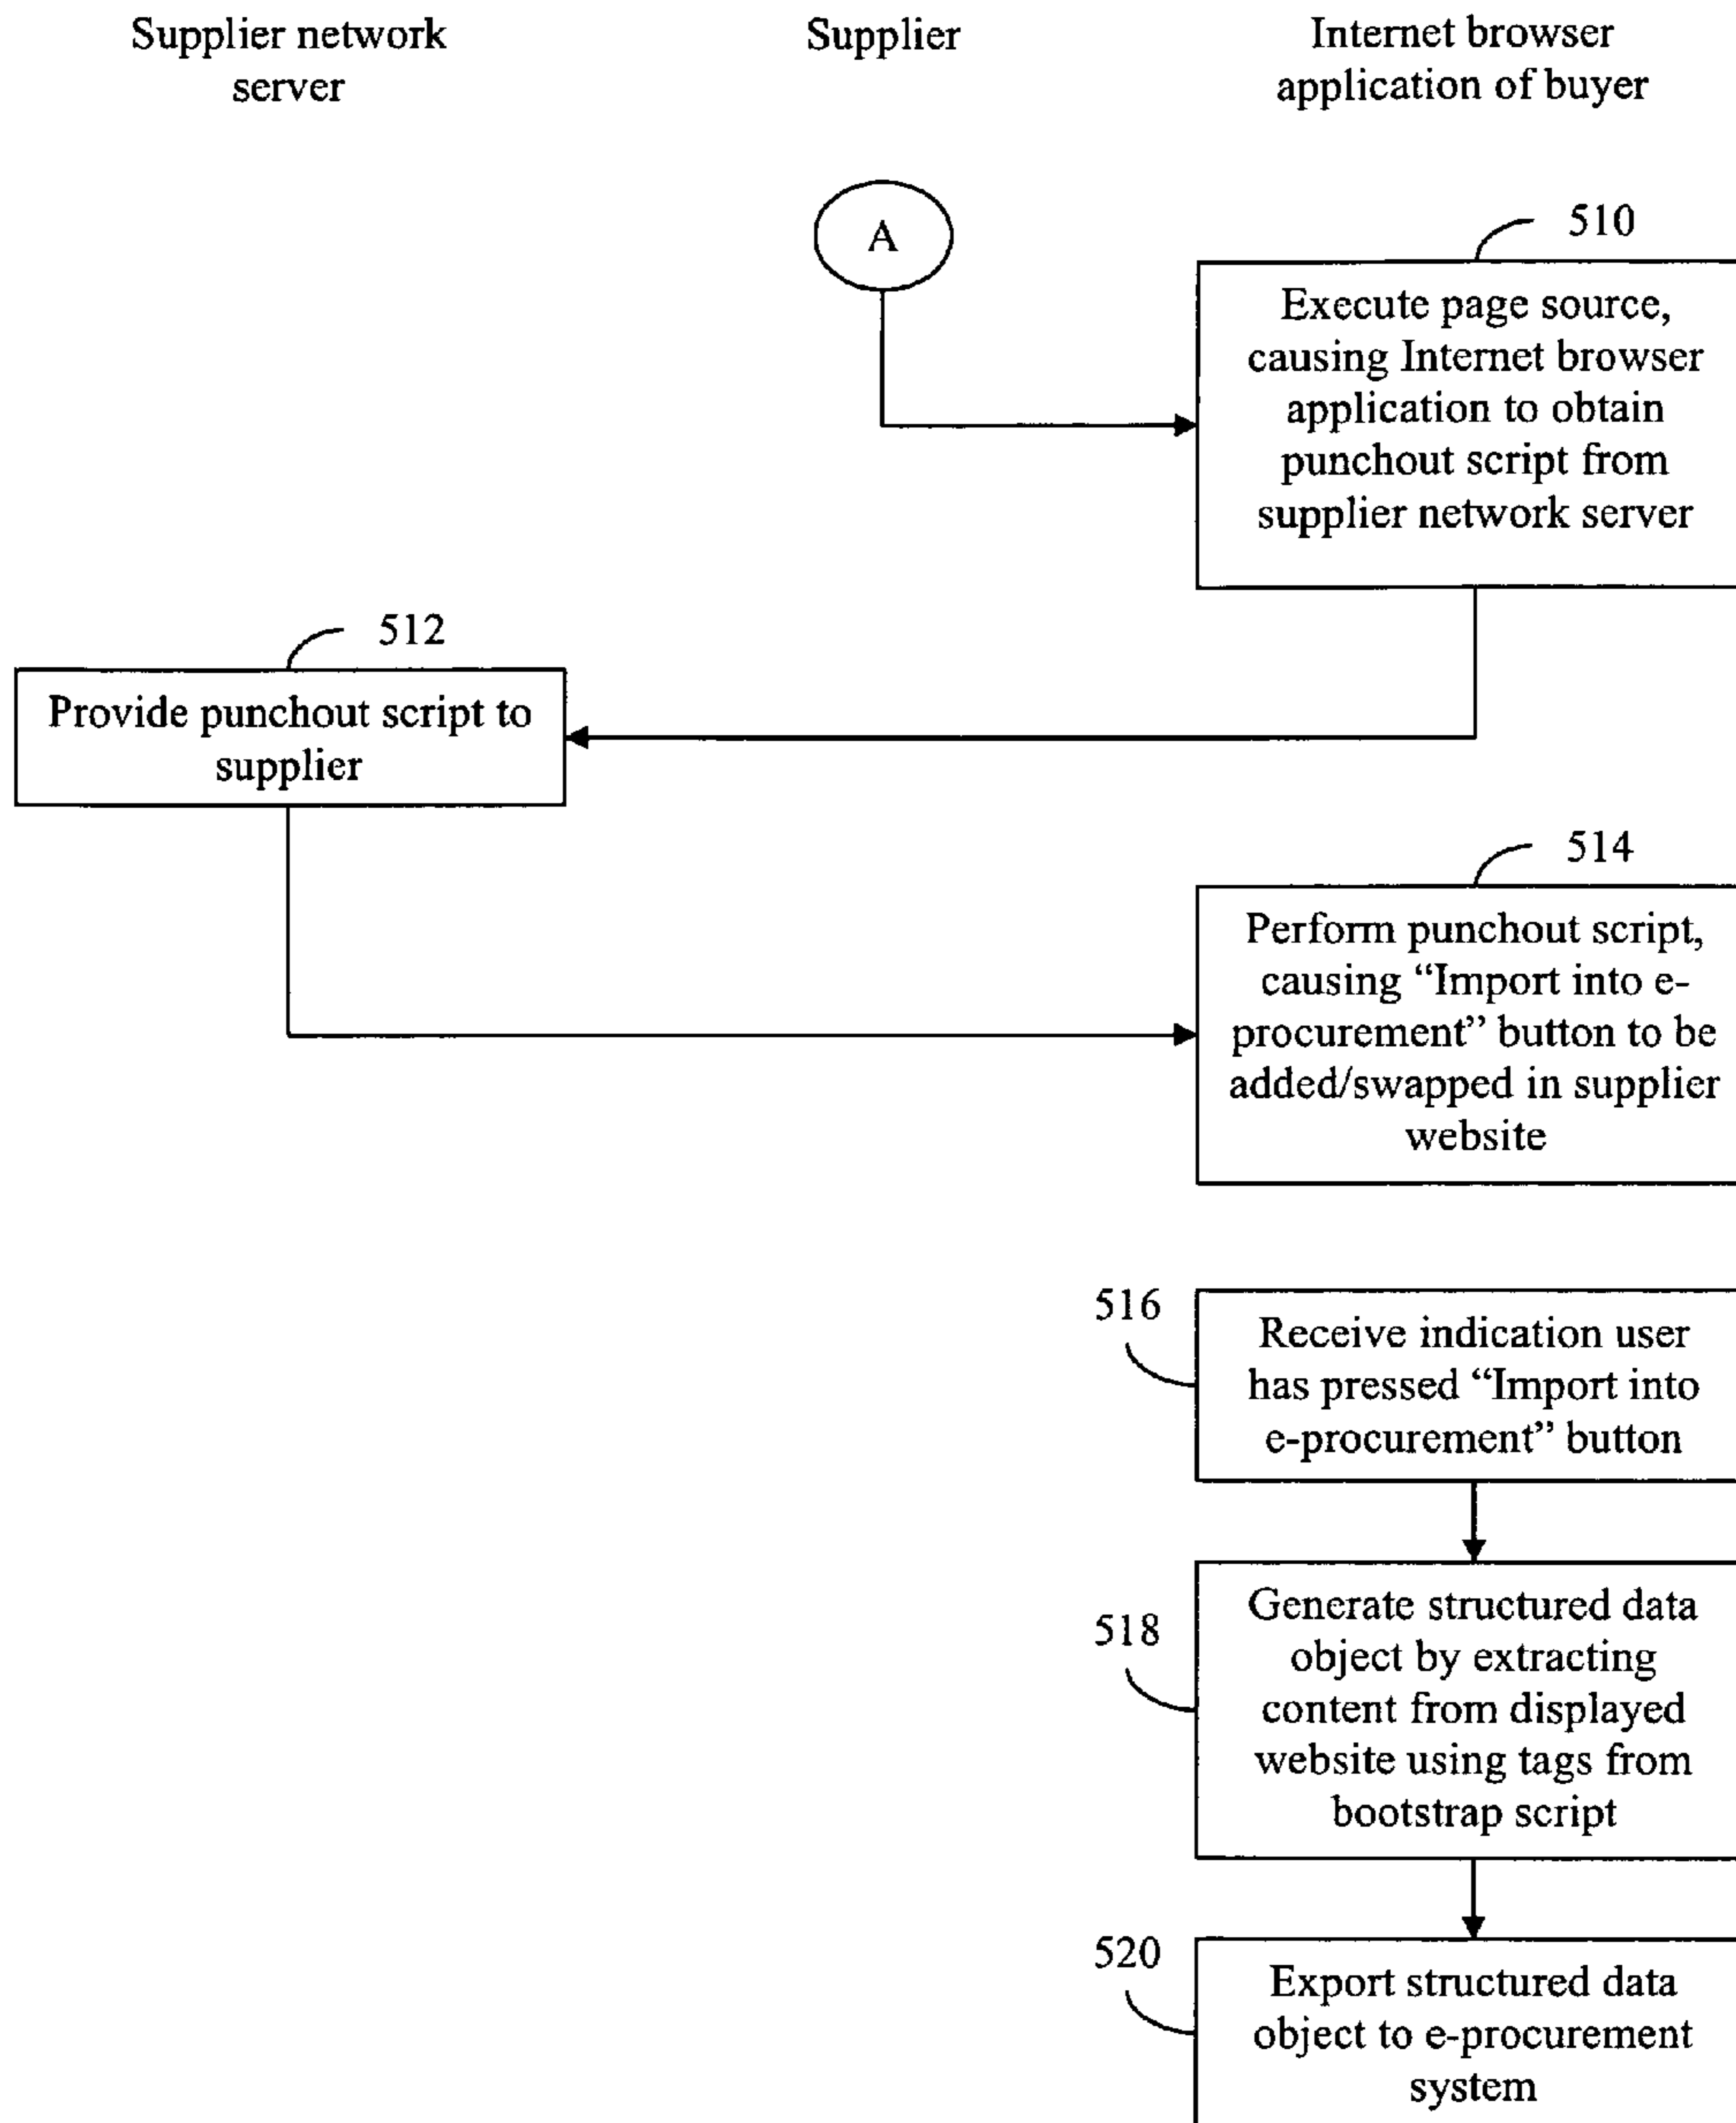 Supplier network
server
Supplier
Internet browser
application of buyer
A
510
Execute page source,
causing Internet browser
application to obtain
punchout script from
supplier network server
512
Provide punchout script to
supplier
514
Perform punchout script,
causing “Import into e-
procurement” button to be
added/swapped in supplier
website
516
Receive indication user
has pressed “Import into
e-procurement” button
518
Generate structured data
object by extracting
content from displayed
website using tags from
bootstrap script
520
Export structured data
object to e-procurement
system